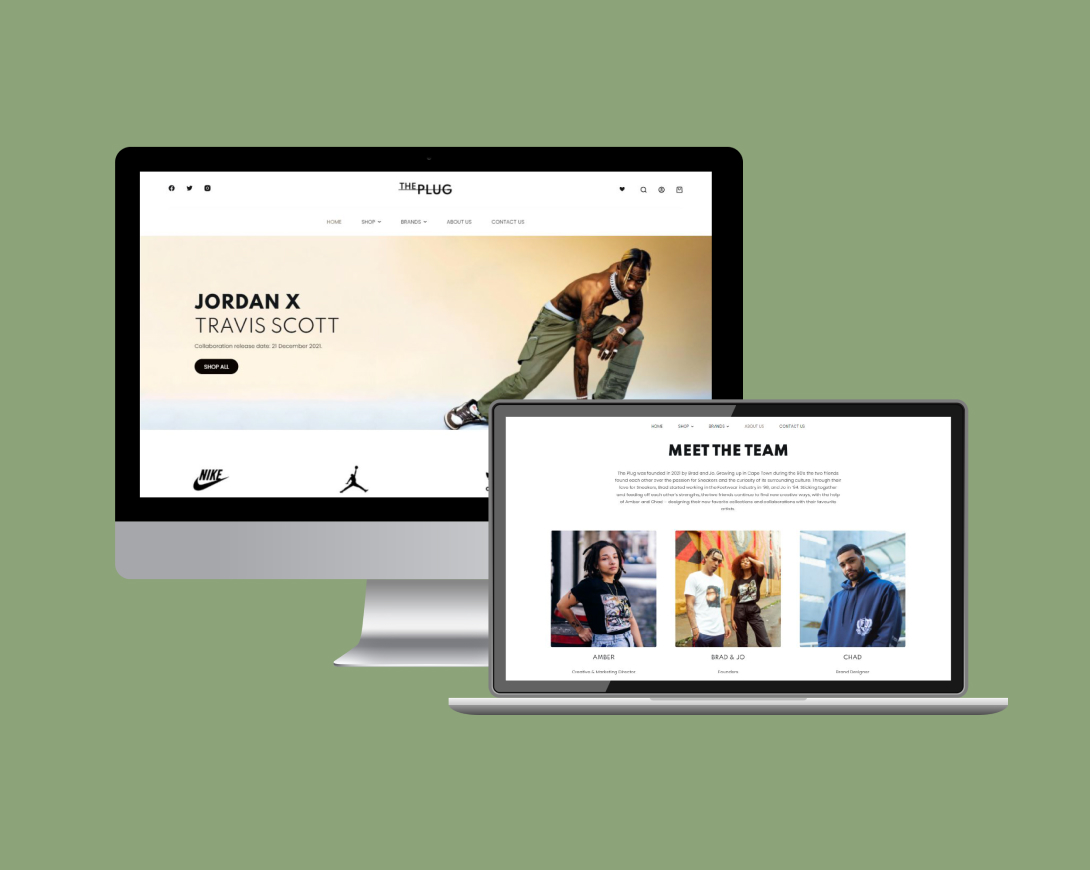 THE PLUG
HOME SHOP BRANDS ABOUT US CONTACT US
JORDAN X
TRAVIS SCOTT
Collaboration release date: 21 December 2021.
SHOP ALL
NIKE
HOME SHOP BRANDS ABOUT US CONTACT US
MEET THE TEAM
The Plug was founded in 2021 by Brad and Jo. Growing up in Cape Town during the 80's the two friends
found each other over the passion for Sneakers and the curiosity of its surrounding culture. Through their
love for Sneakers, Brad started working in the Footwear industry in '98, and Jo in '04. Sticking together
and feeding off each other's strengths, the two friends continue to find new creative ways, with the help
of Amber and Chad - designing their new favorite collections and collaborations with their favourite
artists.
AMBER BRAD & JO CHAD
Creative & Marketing Director Founders Brand Designer